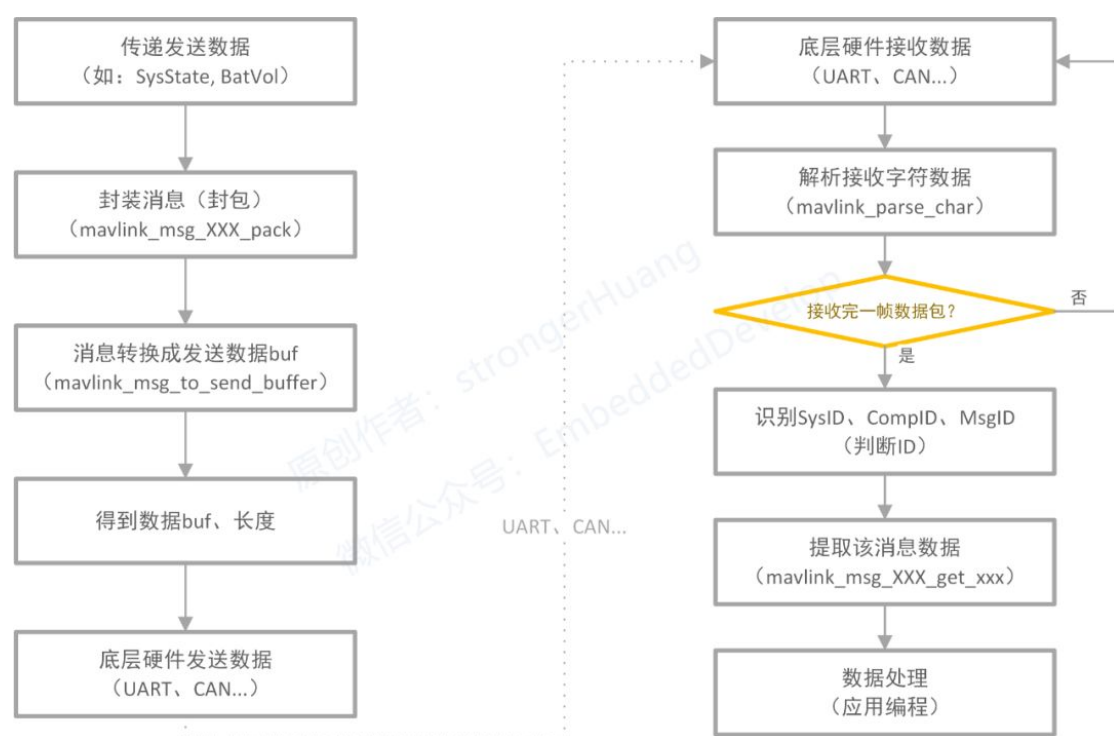 传递发送数据
（如：SysState, BatVol）
封装消息（封包）
（mavlink_msg_XXX_pack）
消息转换成发送数据buf
（mavlink_msg_to_send_buffer）
得到数据buf、长度
底层硬件发送数据
（UART、CAN...）
UART、CAN...
底层硬件接收数据
（UART、CAN...）
解析接收字符数据
（mavlink_parse_char）
接收完一帧数据包？
否
是
识别SysID、CompID、MsgID
（判断ID）
提取该消息数据
（mavlink_msg_XXX_get_xxx）
数据处理
（应用编程）
原创作者：strongerHuang
微信公众号：EmbeddedDevelop